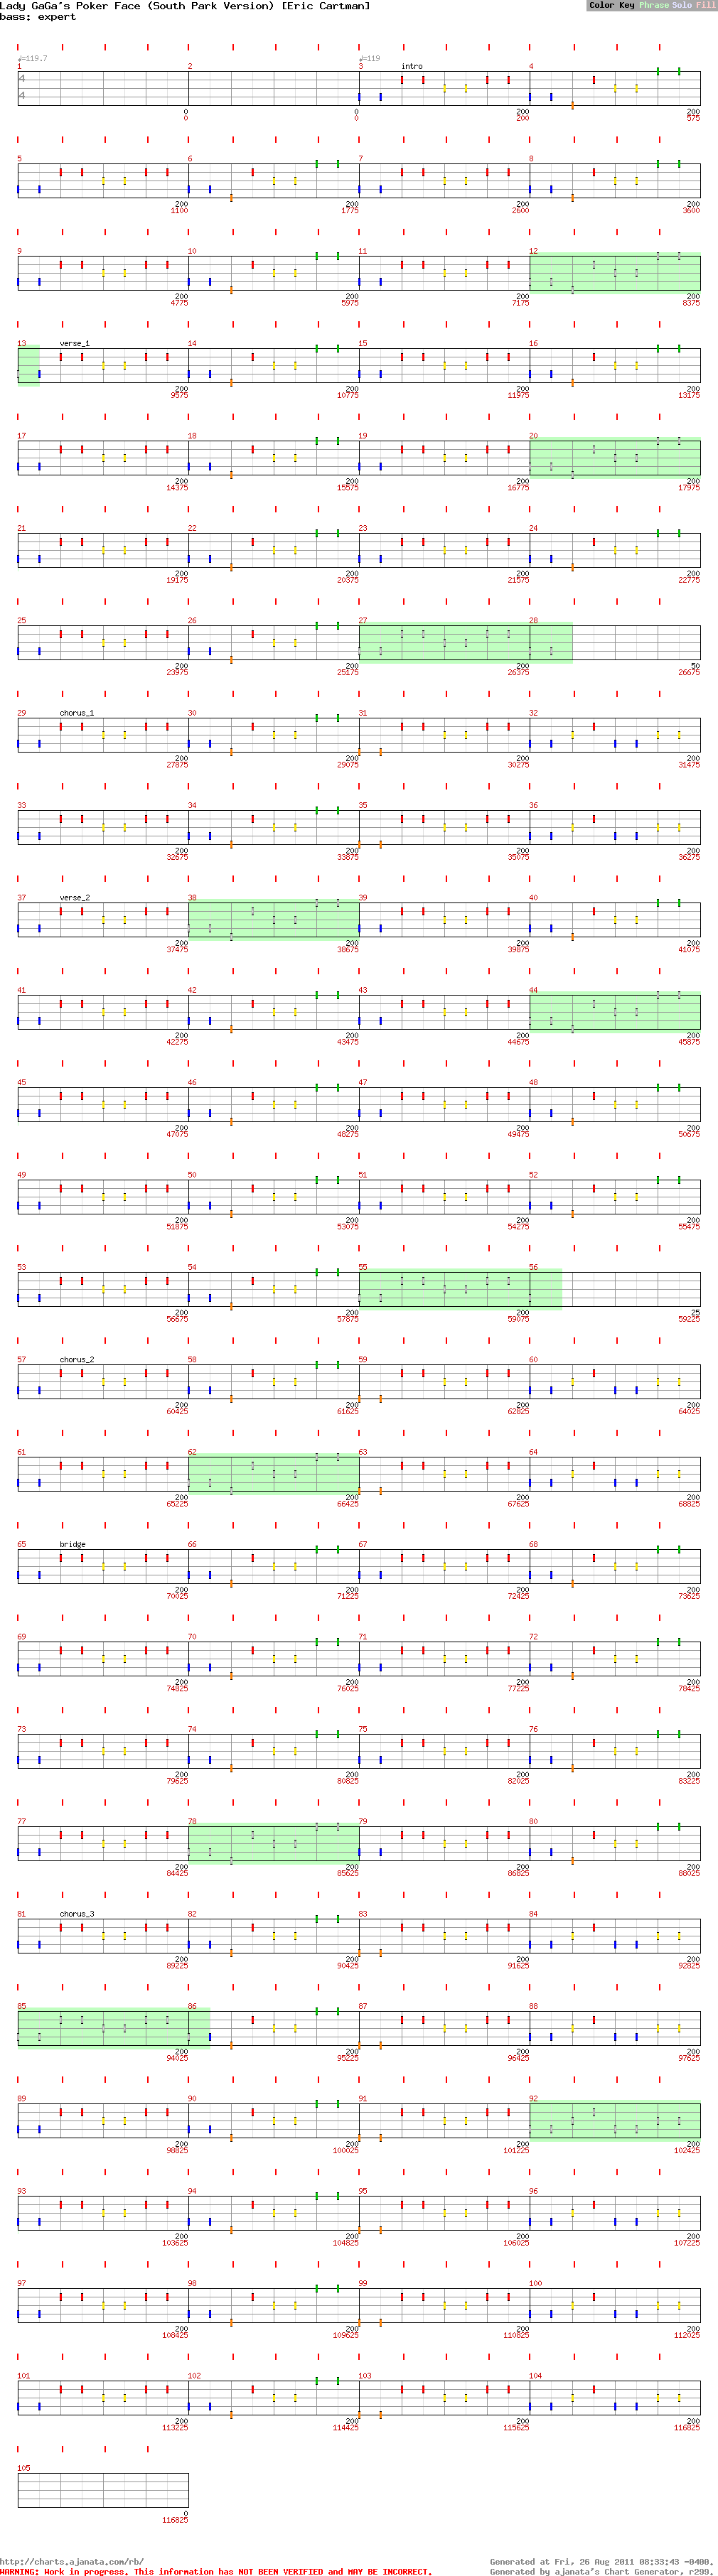 Lady GaGa's Poker Face (South Park Version) [Eric Cartman]
Color Key Phrase Solo Fill
bass: expert
♩=119.7 ♩=119
1 2 3 intro 4
4
4
0 0 200 200
0 0 200 575
5 6 7 8
200 200 200 200
1100 1775 2600 3600
9 10 11 12
200 200 200 200
4775 5975 7175 8375
13 verse_1 14 15 16
200 200 200 200
9575 10775 11975 13175
17 18 19 20
200 200 200 200
14375 15575 16775 17975
21 22 23 24
200 200 200 200
19175 20375 21575 22775
25 26 27 28
200 200 200 50
23975 25175 26375 26675
29 chorus_1 30 31 32
200 200 200 200
27875 29075 30275 31475
33 34 35 36
200 200 200 200
32675 33875 35075 36275
37 verse_2 38 39 40
200 200 200 200
37475 38675 39875 41075
41 42 43 44
200 200 200 200
42275 43475 44675 45875
45 46 47 48
200 200 200 200
47075 48275 49475 50675
49 50 51 52
200 200 200 200
51875 53075 54275 55475
53 54 55 56
200 200 200 25
56675 57875 59075 59225
57 chorus_2 58 59 60
200 200 200 200
60425 61625 62825 64025
61 62 63 64
200 200 200 200
65225 66425 67625 68825
65 bridge 66 67 68
200 200 200 200
70025 71225 72425 73625
69 70 71 72
200 200 200 200
74825 76025 77225 78425
73 74 75 76
200 200 200 200
79625 80825 82025 83225
77 78 79 80
200 200 200 200
84425 85625 86825 88025
81 chorus_3 82 83 84
200 200 200 200
89225 90425 91625 92825
85 86 87 88
200 200 200 200
94025 95225 96425 97625
89 90 91 92
200 200 200 200
98825 100025 101225 102425
93 94 95 96
200 200 200 200
103625 104825 106025 107225
97 98 99 100
200 200 200 200
108425 109625 110825 112025
101 102 103 104
200 200 200 200
113225 114425 115625 116825
105
0
116825
http://charts.ajanata.com/rb/ Generated at Fri, 26 Aug 2011 08:33:43 -0400.
WARNING: Work in progress. This information has NOT BEEN VERIFIED and MAY BE INCORRECT. Generated by ajanata's Chart Generator, r299.